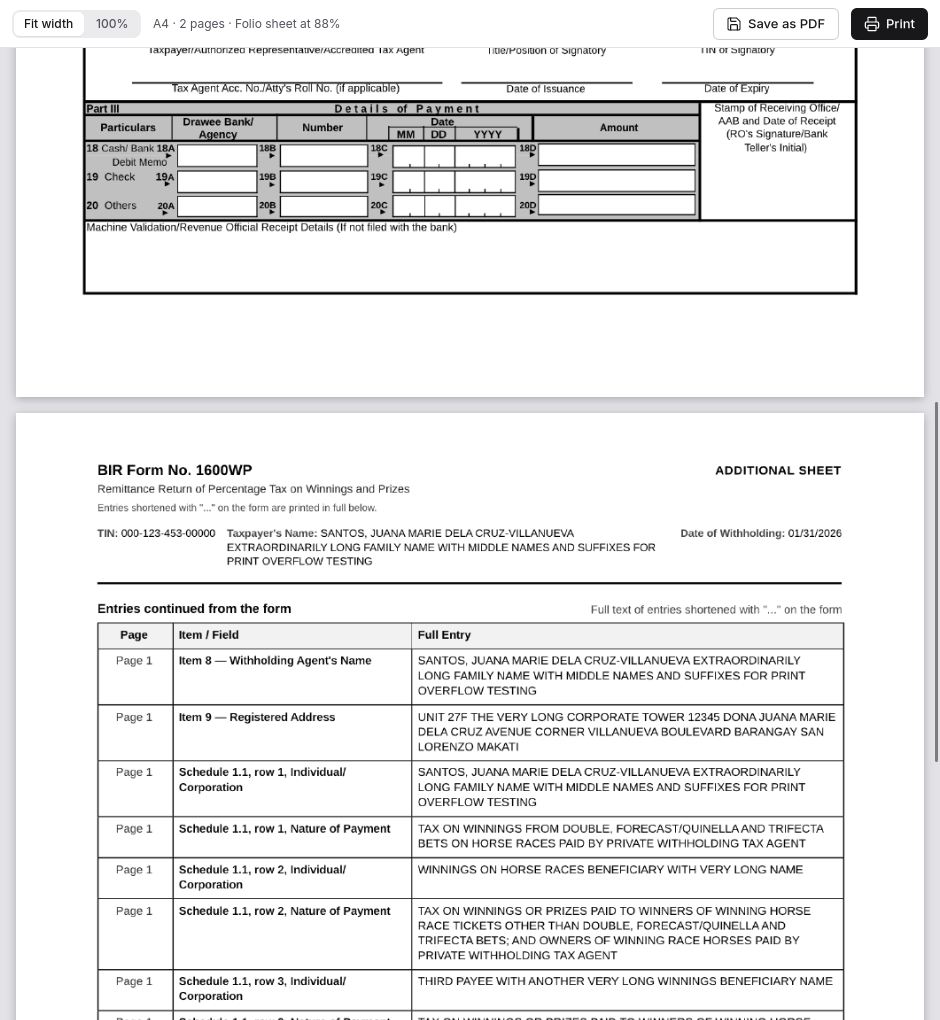 Fit width 100% A4 · 2 pages · Folio sheet at 88% Save as PDF Print
Taxpayer/Authorized Representative/Accredited Tax Agent Title/Position of Signatory TIN of Signatory
Tax Agent Acc. No./Atty's Roll No. (if applicable) Date of Issuance Date of Expiry
Part III Details of Payment
Stamp of Receiving Office/
AAB and Date of Receipt
(RO's Signature/Bank
Teller's Initial)
Particulars Drawee Bank/
Agency Number Date
MM DD YYYY Amount
18 Cash/ Bank 18A 18B 18C 18D
Debit Memo
19 Check 19A 19B 19C 19D
20 Others 20A 20B 20C 20D
Machine Validation/Revenue Official Receipt Details (If not filed with the bank)
BIR Form No. 1600WP ADDITIONAL SHEET
Remittance Return of Percentage Tax on Winnings and Prizes
Entries shortened with "..." on the form are printed in full below.
TIN: 000-123-453-00000 Taxpayer's Name: SANTOS, JUANA MARIE DELA CRUZ-VILLANUEVA Date of Withholding: 01/31/2026
EXTRAORDINARILY LONG FAMILY NAME WITH MIDDLE NAMES AND SUFFIXES FOR
PRINT OVERFLOW TESTING
Entries continued from the form Full text of entries shortened with "..." on the form
Page Item / Field Full Entry
Page 1 Item 8 — Withholding Agent's Name SANTOS, JUANA MARIE DELA CRUZ-VILLANUEVA EXTRAORDINARILY
LONG FAMILY NAME WITH MIDDLE NAMES AND SUFFIXES FOR PRINT
OVERFLOW TESTING
Page 1 Item 9 — Registered Address UNIT 27F THE VERY LONG CORPORATE TOWER 12345 DONA JUANA MARIE
DELA CRUZ AVENUE CORNER VILLANUEVA BOULEVARD BARANGAY SAN
LORENZO MAKATI
Page 1 Schedule 1.1, row 1, Individual/
Corporation SANTOS, JUANA MARIE DELA CRUZ-VILLANUEVA EXTRAORDINARILY
LONG FAMILY NAME WITH MIDDLE NAMES AND SUFFIXES FOR PRINT
OVERFLOW TESTING
Page 1 Schedule 1.1, row 1, Nature of Payment TAX ON WINNINGS FROM DOUBLE, FORECAST/QUINELLA AND TRIFECTA
BETS ON HORSE RACES PAID BY PRIVATE WITHHOLDING TAX AGENT
Page 1 Schedule 1.1, row 2, Individual/
Corporation WINNINGS ON HORSE RACES BENEFICIARY WITH VERY LONG NAME
Page 1 Schedule 1.1, row 2, Nature of Payment TAX ON WINNINGS OR PRIZES PAID TO WINNERS OF WINNING HORSE
RACE TICKETS OTHER THAN DOUBLE, FORECAST/QUINELLA AND
TRIFECTA BETS; AND OWNERS OF WINNING RACE HORSES PAID BY
PRIVATE WITHHOLDING TAX AGENT
Page 1 Schedule 1.1, row 3, Individual/
Corporation THIRD PAYEE WITH ANOTHER VERY LONG WINNINGS BENEFICIARY NAME